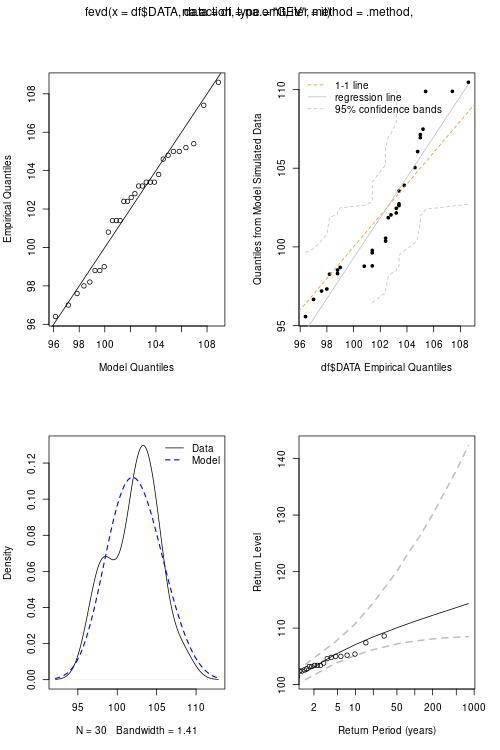 fevd(x = df$DATA, data = df, type = "GEV", method = .method,
96 98 100 104 108
96 98 100 102 104 106 108
Model Quantiles
Empirical Quantiles
1-1 line
regression line
95% confidence bands
96 98 100 102 104 106 108
95 100 105 110
df$DATA Empirical Quantiles
Quantiles from Model Simulated Data
Data
Model
95 100 105 110
0.00 0.02 0.04 0.06 0.08 0.10 0.12
N = 30 Bandwidth = 1.41
Density
2 5 10 50 200 1000
100 110 120 130 140
Return Period (years)
Return Level